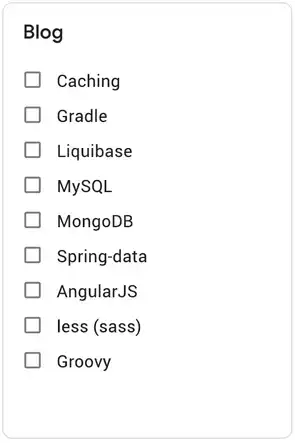 Blog
Caching
Gradle
Liquibase
MySQL
MongoDB
Spring-data
AngularJS
less (sass)
Groovy